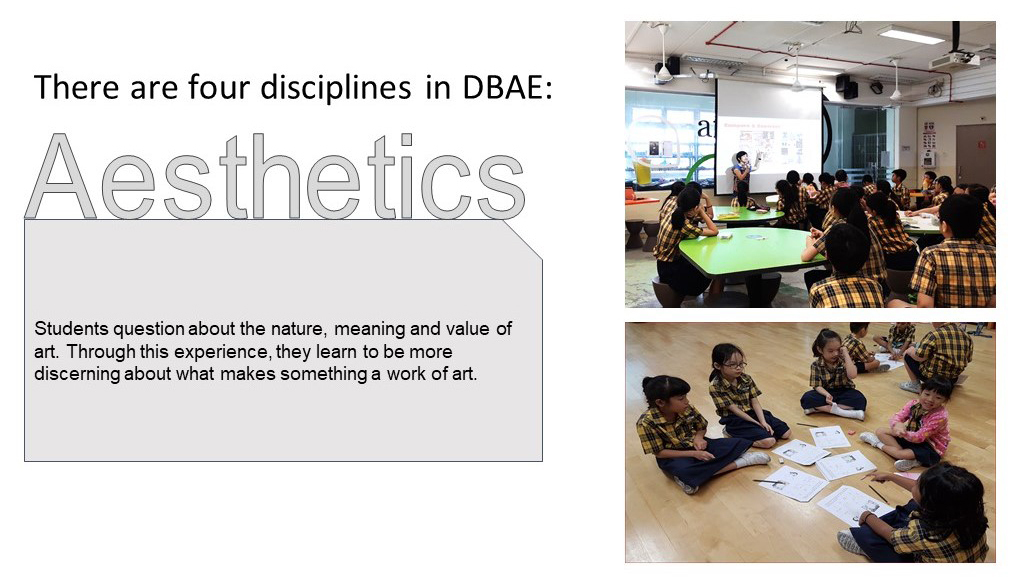 There are four disciplines in DBAE:
Aesthetics
Students question about the nature, meaning and value of
art. Through this experience, they learn to be more
discerning about what makes something a work of art.